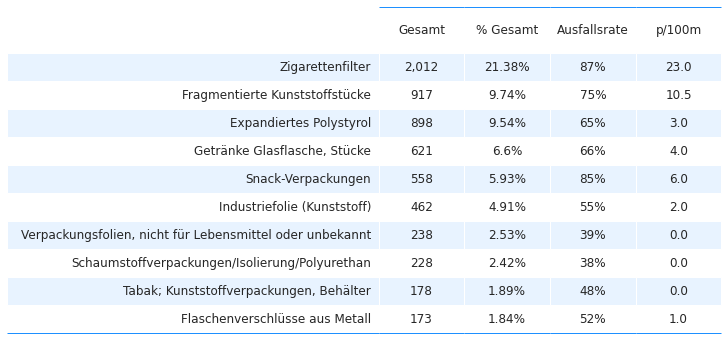 Gesamt % Gesamt Ausfallsrate p/100m
Zigarettenfilter 2,012 21.38% 87% 23.0
Fragmentierte Kunststoffstücke 917 9.74% 75% 10.5
Expandiertes Polystyrol 898 9.54% 65% 3.0
Getränke Glasflasche, Stücke 621 6.6% 66% 4.0
Snack-Verpackungen 558 5.93% 85% 6.0
Industriefolie (Kunststoff) 462 4.91% 55% 2.0
Verpackungsfolien, nicht für Lebensmittel oder unbekannt 238 2.53% 39% 0.0
Schaumstoffverpackungen/Isolierung/Polyurethan 228 2.42% 38% 0.0
Tabak; Kunststoffverpackungen, Behälter 178 1.89% 48% 0.0
Flaschenverschlüsse aus Metall 173 1.84% 52% 1.0